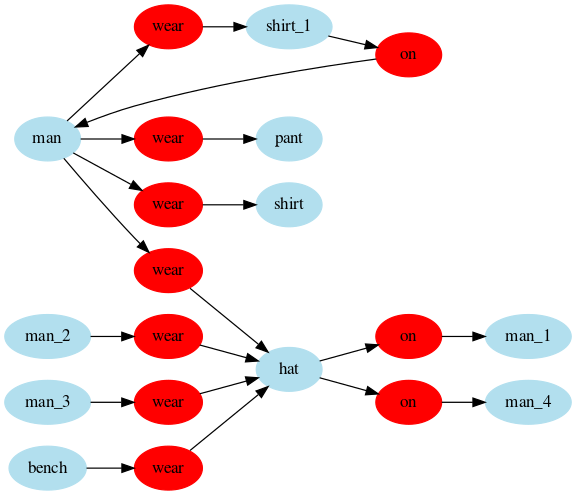 wear shirt_1
on
man wear pant
wear shirt
wear
man_2 wear on man_1
hat
man_3 wear on man_4
bench wear